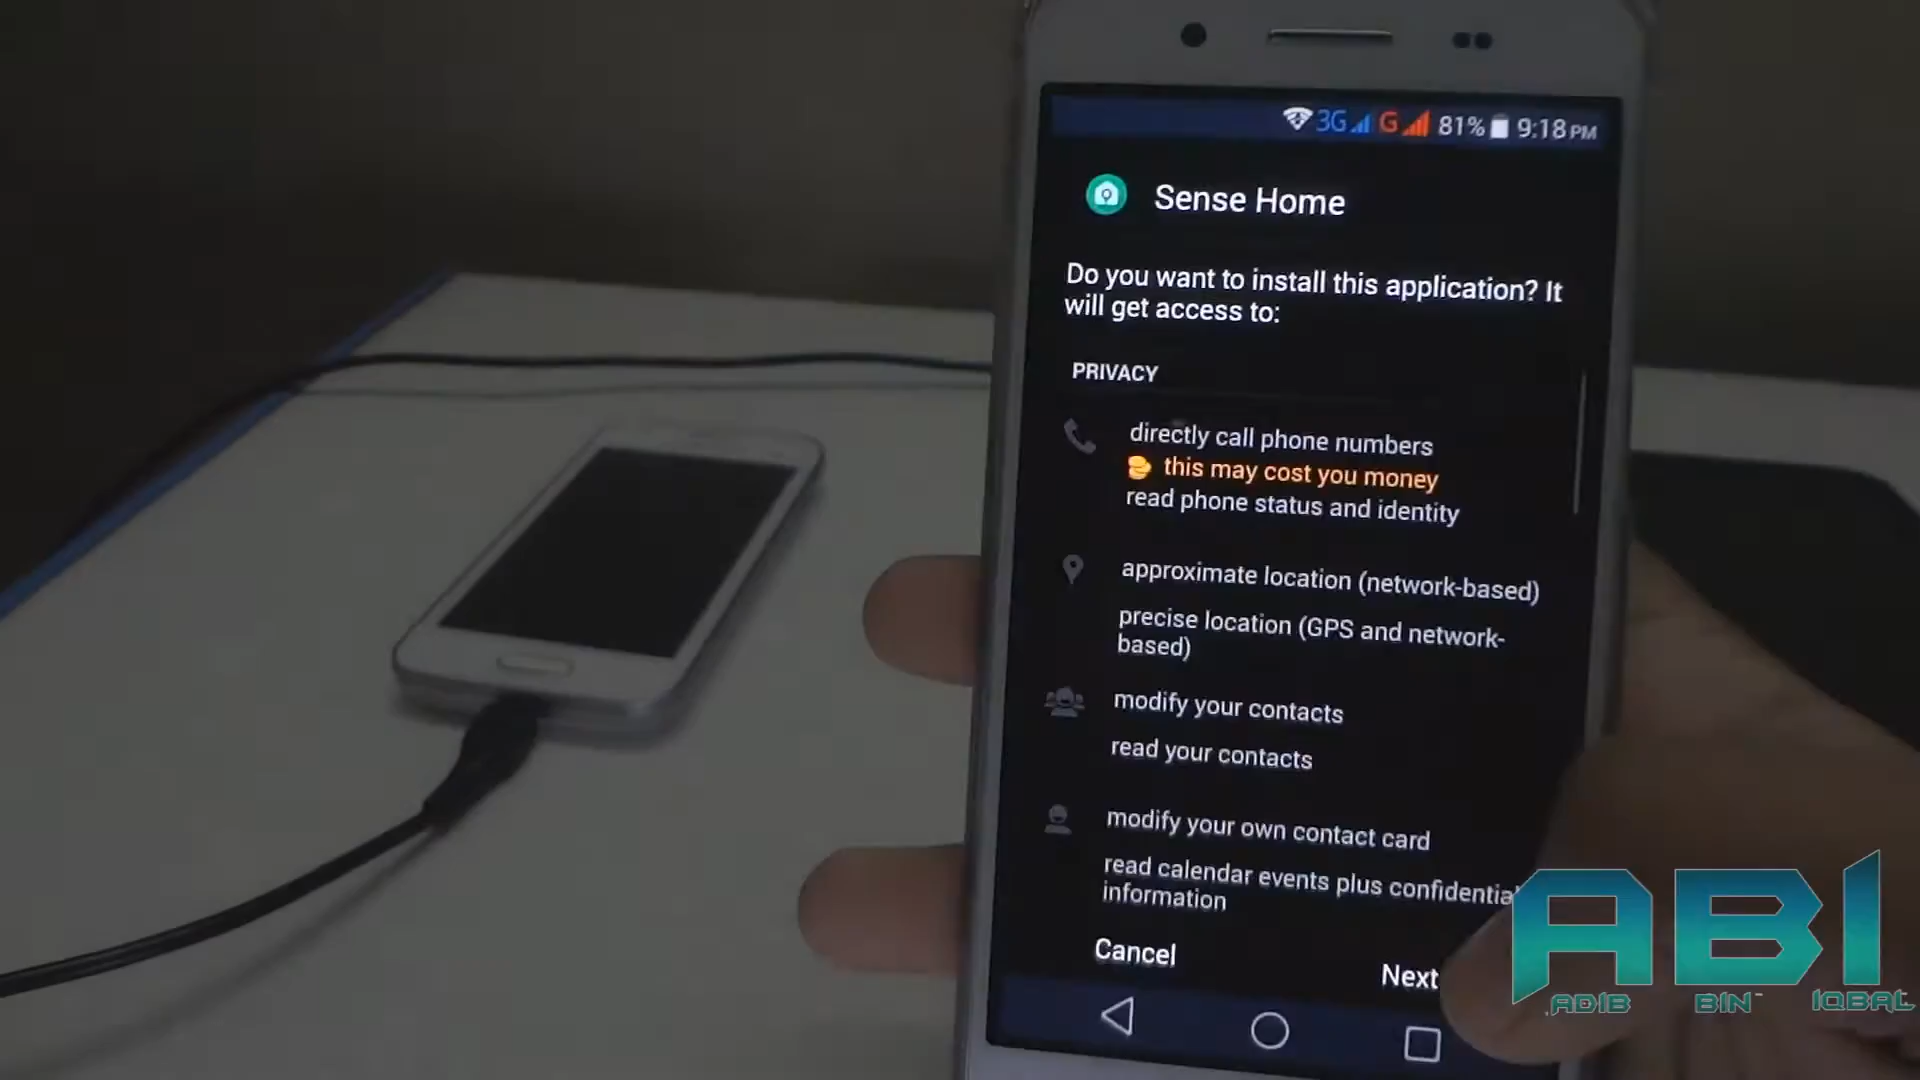 3G G 81% 9:18 PM
Sense Home
Do you want to install this application? It
will get access to:
PRIVACY
directly call phone numbers
this may cost you money
read phone status and identity
approximate location (network-based)
precise location (GPS and network-
based)
modify your contacts
read your contacts
modify your own contact card
read calendar events plus confidentia
information
Cancel
Next
ABI
ADIB BIN IQBAL